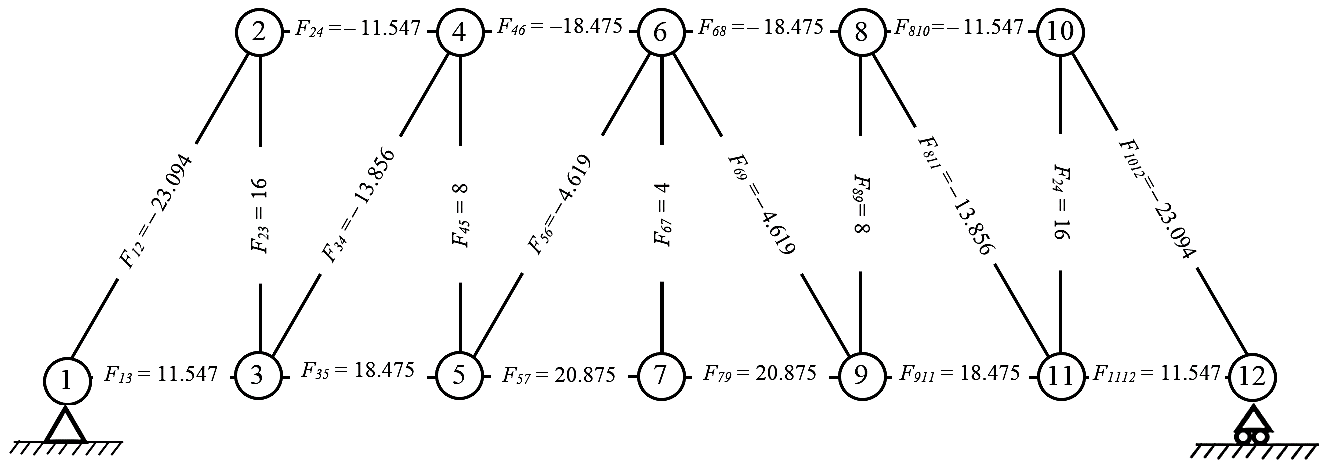 2 F24 = – 11.547 4 F46 = –18.475 6 F68 = – 18.475 8 F810 =– 11.547 10
F12 = – 23.094
F23 = 16
F34 = – 13.856
F45 = 8
F56 = – 4.619
F67 = 4
F69 = – 4.619
F89 = 8
F811 = – 13.856
F24 = 16
F1012 = – 23.094
1 F13 = 11.547 3 F35 = 18.475 5 F57 = 20.875 7 F79 = 20.875 9 F911 = 18.475 11 F1112 = 11.547 12